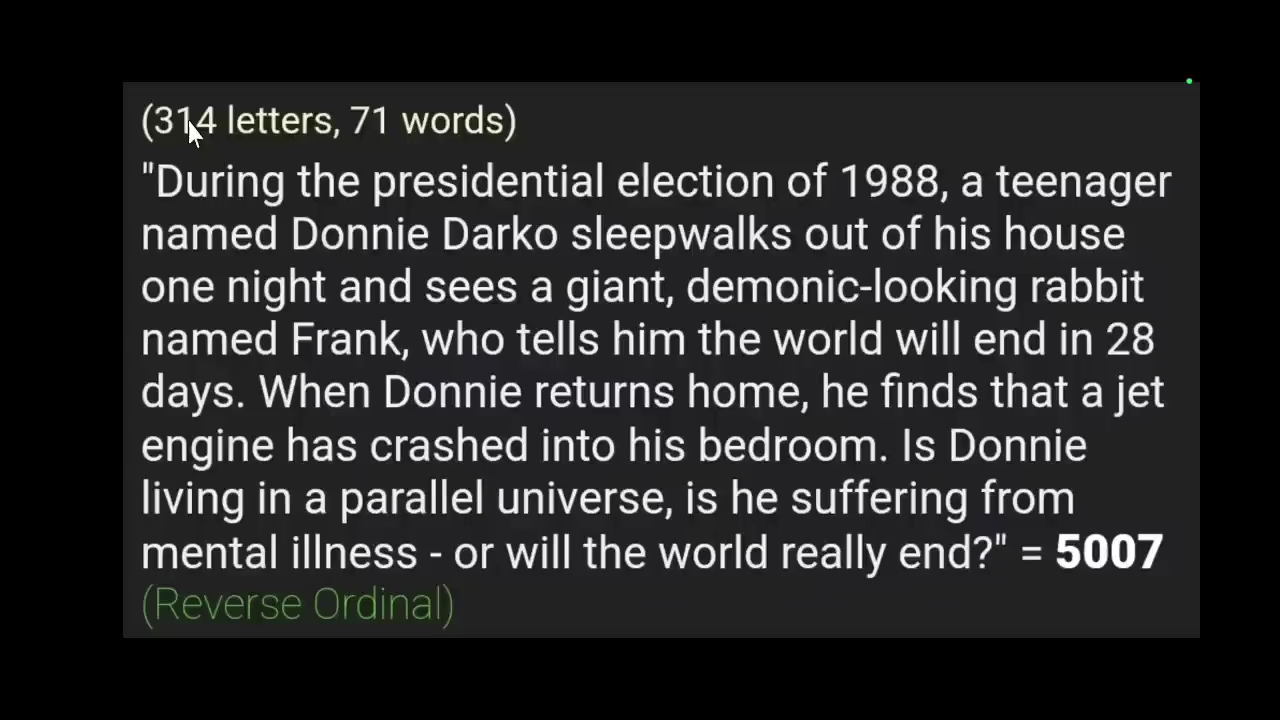 (314 letters, 71 words)
"During the presidential election of 1988, a teenager
named Donnie Darko sleepwalks out of his house
one night and sees a giant, demonic-looking rabbit
named Frank, who tells him the world will end in 28
days. When Donnie returns home, he finds that a jet
engine has crashed into his bedroom. Is Donnie
living in a parallel universe, is he suffering from
mental illness - or will the world really end?" = 5007
(Reverse Ordinal)